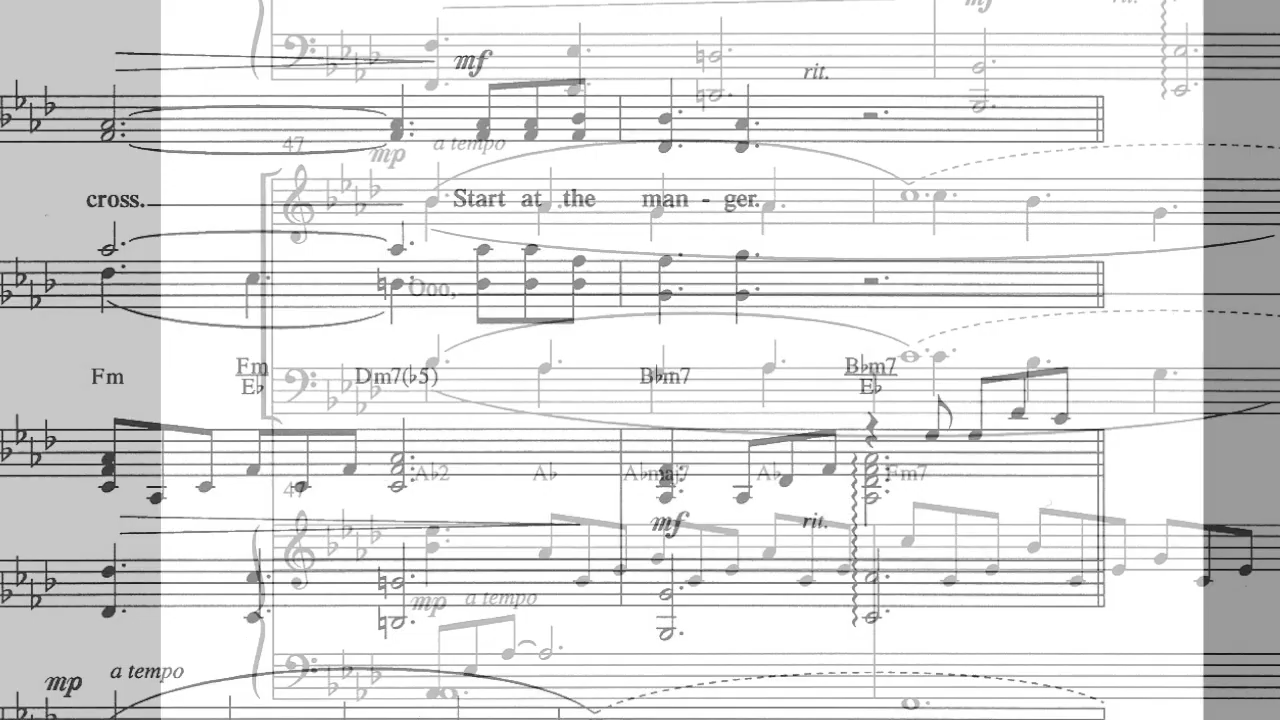 mf rit.
mf
rit.
47 mp a tempo
cross. Start at the man - ger.
Ooo,
Fm Fm Dm7(♭5) B♭m7 B♭m7
E♭ E♭
A♭2 A♭ A♭maj7 A♭ Fm7
47
mf rit.
mp a tempo
mp a tempo